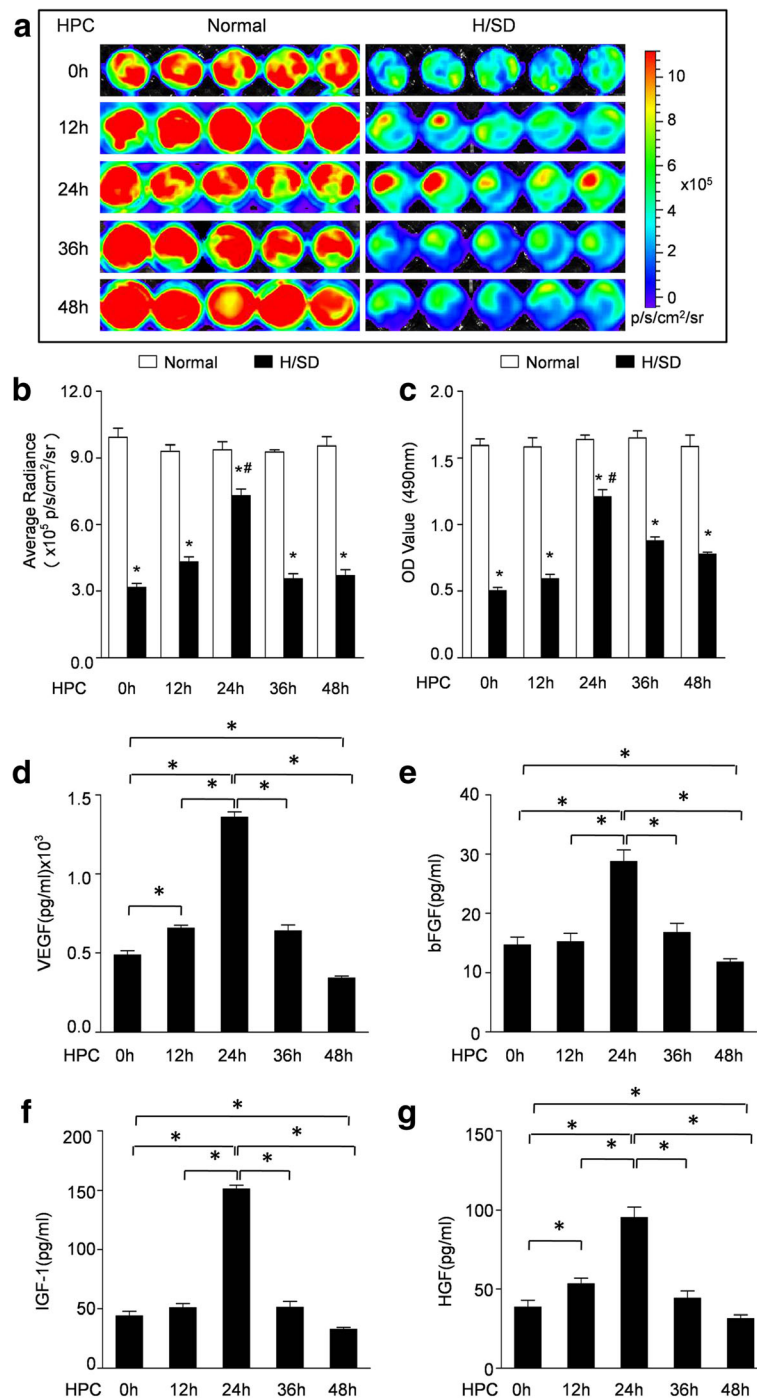 a
HPC Normal H/SD
0h
12h
24h
36h
48h
10
8
6
x10⁵
4
2
0
p/s/cm²/sr
Normal H/SD
Normal H/SD
b
Average Radiance
( x10⁵ p/s/cm²/sr )
12.0
9.0
6.0
3.0
0.0
* * *# * *
HPC 0h 12h 24h 36h 48h
c
OD Value (490nm)
2.0
1.5
1.0
0.5
0.0
* * * # * *
HPC 0h 12h 24h 36h 48h
d
VEGF(pg/ml)x10³
1.5
1.0
0.5
0.0
*
* *
* *
*
HPC 0h 12h 24h 36h 48h
e
bFGF(pg/ml)
40
30
20
10
0
*
* *
* *
HPC 0h 12h 24h 36h 48h
f
IGF-1(pg/ml)
200
150
100
50
0
*
* *
* *
HPC 0h 12h 24h 36h 48h
g
HGF(pg/ml)
150
100
50
0
*
* *
* *
*
HPC 0h 12h 24h 36h 48h